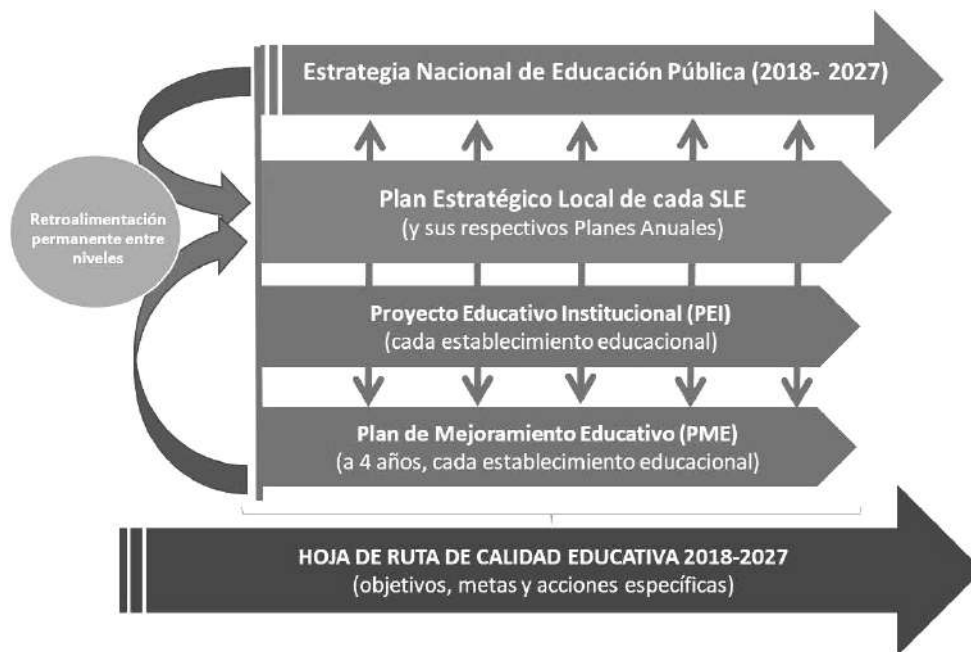 Estrategia Nacional de Educación Pública (2018- 2027)
Retroalimentación
permanente entre
niveles
Plan Estratégico Local de cada SLE
(y sus respectivos Planes Anuales)
Proyecto Educativo Institucional (PEI)
(cada establecimiento educacional)
Plan de Mejoramiento Educativo (PME)
(a 4 años, cada establecimiento educacional)
HOJA DE RUTA DE CALIDAD EDUCATIVA 2018-2027
(objetivos, metas y acciones específicas)